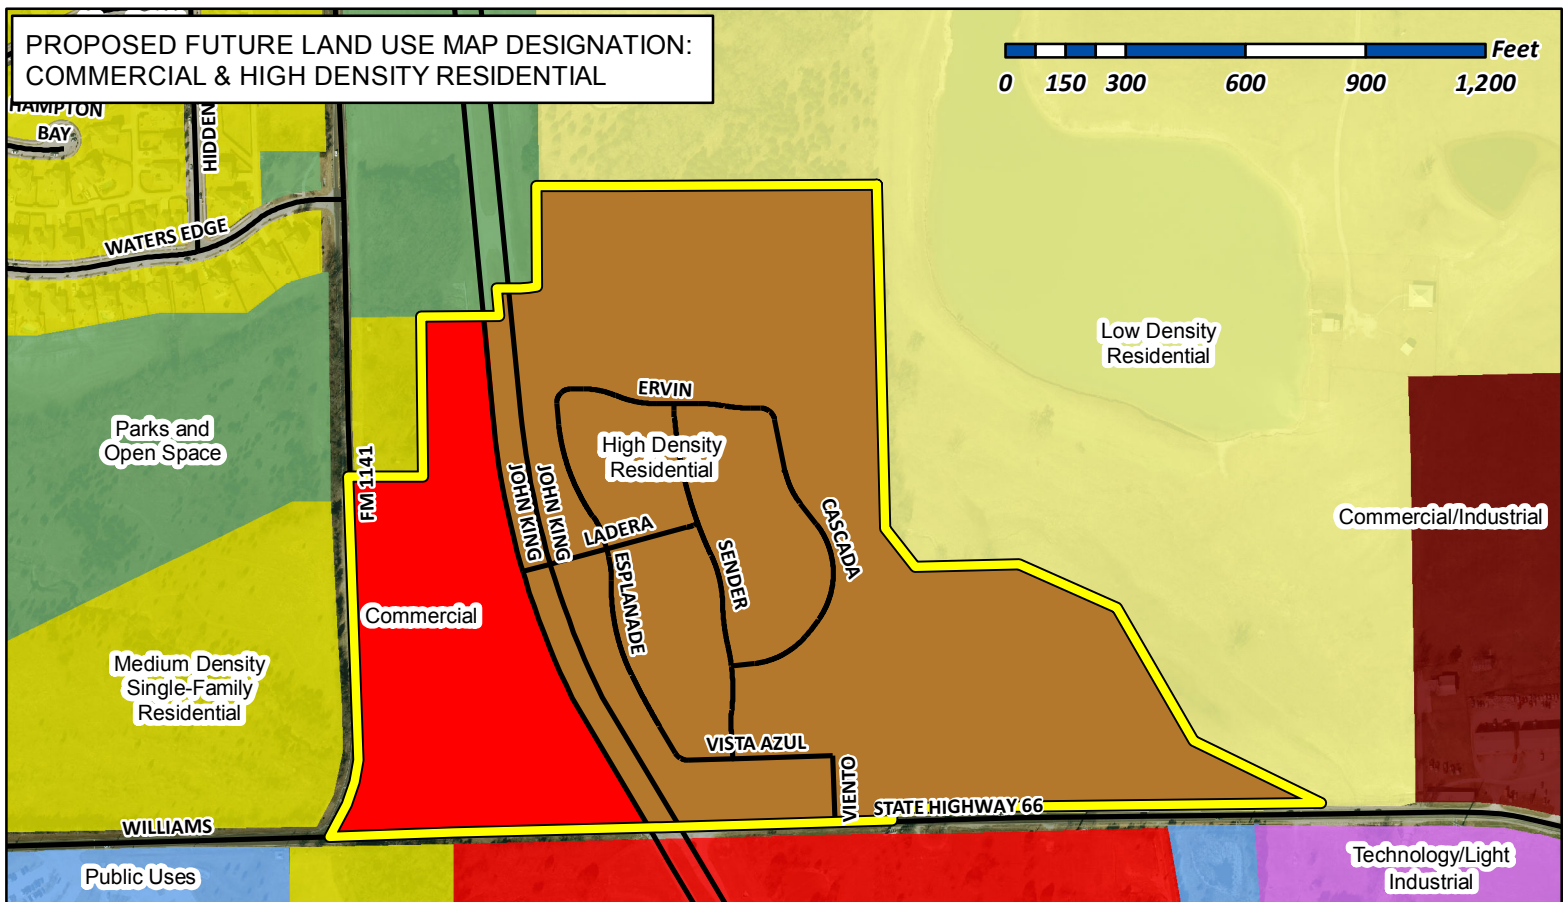 PROPOSED FUTURE LAND USE MAP DESIGNATION:
COMMERCIAL & HIGH DENSITY RESIDENTIAL
Feet
0 150 300 600 900 1,200
HAMPTON
BAY
HIDDEN
WATERS EDGE
Low Density
Residential
ERVIN
Parks and
Open Space
High Density
Residential
FM 1141
JOHN KING
JOHN KING
LADERA
CASCADA
Commercial/Industrial
SENDER
ESPLANADE
Commercial
Medium Density
Single-Family
Residential
VISTA AZUL
VIENTO
STATE HIGHWAY 66
WILLIAMS
Public Uses
Technology/Light
Industrial